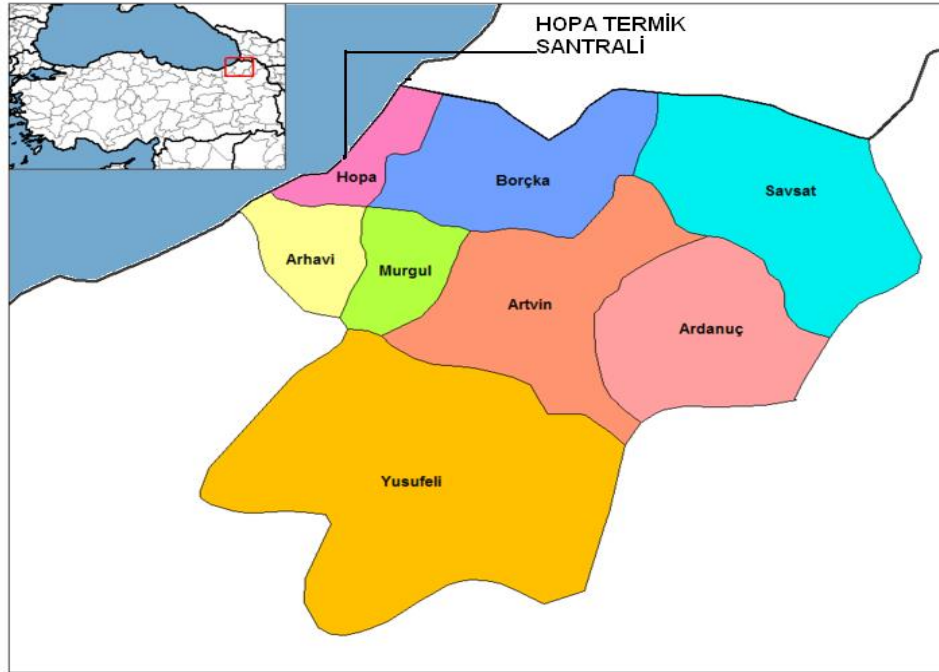 HOPA TERMİK
SANTRALİ
Hopa
Borçka
Savsat
Arhavi
Murgul
Artvin
Ardanuç
Yusufeli